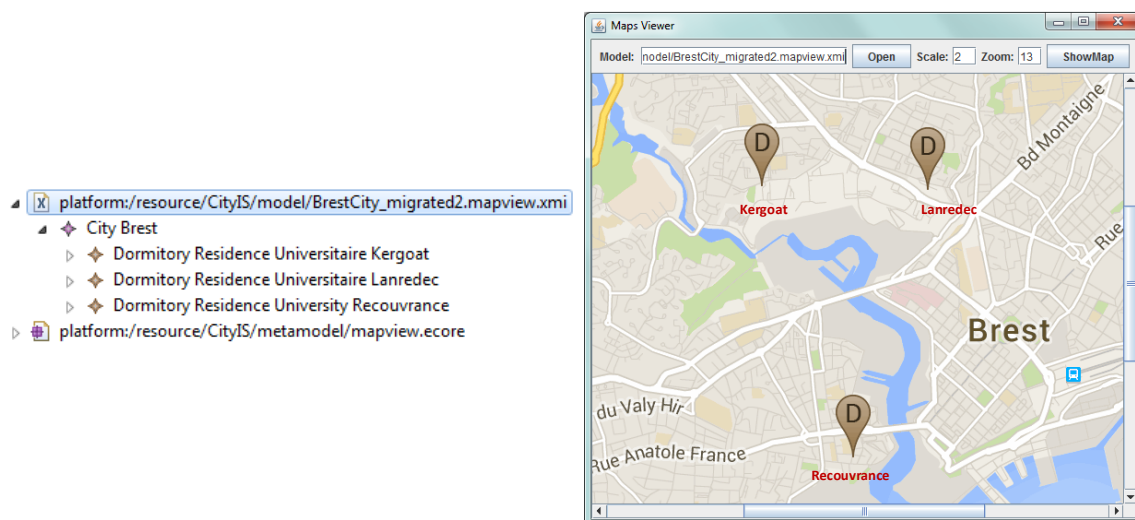 platform:/resource/CityIS/model/BrestCity_migrated2.mapview.xmi
City Brest
Dormitory Residence Universitaire Kergoat
Dormitory Residence Universitaire Lanredec
Dormitory Residence University Recouvrance
platform:/resource/CityIS/metamodel/mapview.ecore
Maps Viewer
Model: nodel/BrestCity_migrated2.mapview.xmi Open Scale: 2 Zoom: 13 ShowMap
Bd Montaigne
D
D
Kergoat
Lanredec
Rue
Brest
D
du Valy Hir
Rue Anatole France
Recouvrance